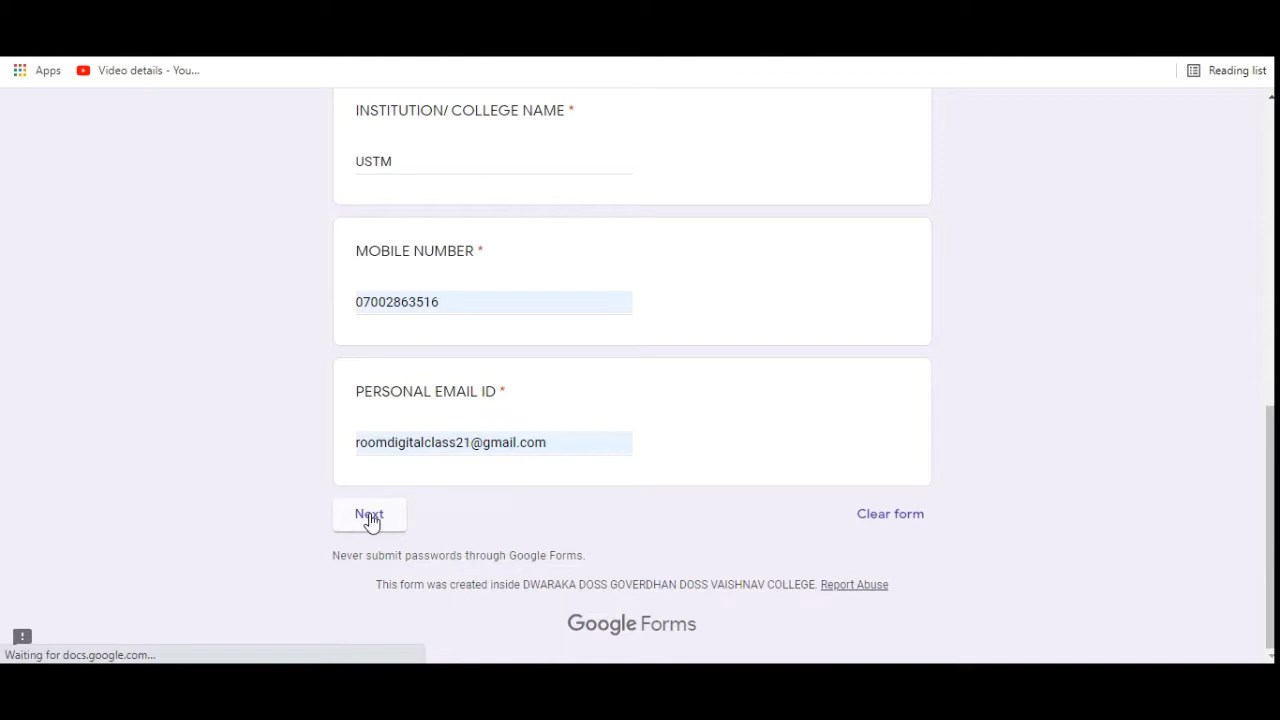 Apps
Video details - You...
Reading list
INSTITUTION/ COLLEGE NAME *
USTM
MOBILE NUMBER *
07002863516
PERSONAL EMAIL ID *
roomdigitalclass21@gmail.com
Next
Clear form
Never submit passwords through Google Forms.
This form was created inside DWARAKA DOSS GOVERDHAN DOSS VAISHNAV COLLEGE. Report Abuse
Google Forms
Waiting for docs.google.com...